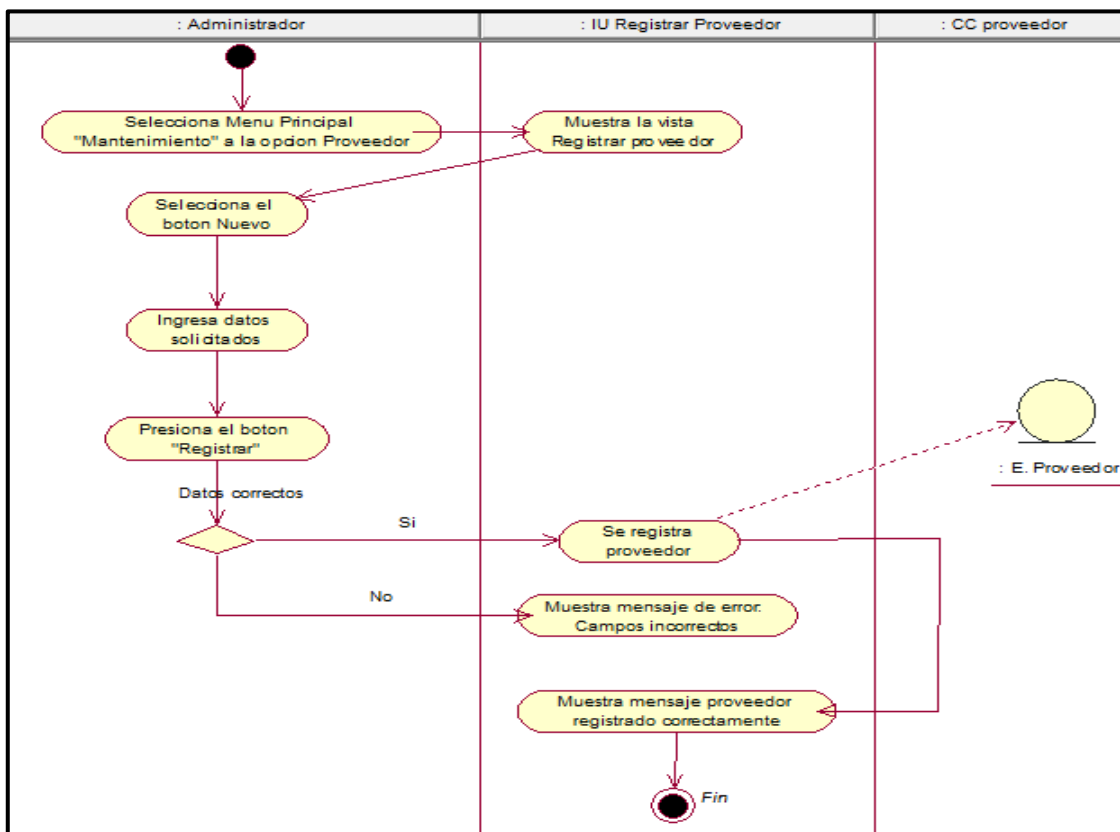 : Administrador
: IU Registrar Proveedor
: CC proveedor
Selecciona Menu Principal
"Mantenimiento" a la opcion Proveedor
Muestra la vista
Registrar proveedor
Selecciona el
boton Nuevo
Ingresa datos
solicitados
Presiona el boton
"Registrar"
: E. Proveedor
Datos correctos
Si
Se registra
proveedor
No
Muestra mensaje de error:
Campos incorrectos
Muestra mensaje proveedor
registrado correctamente
Fin